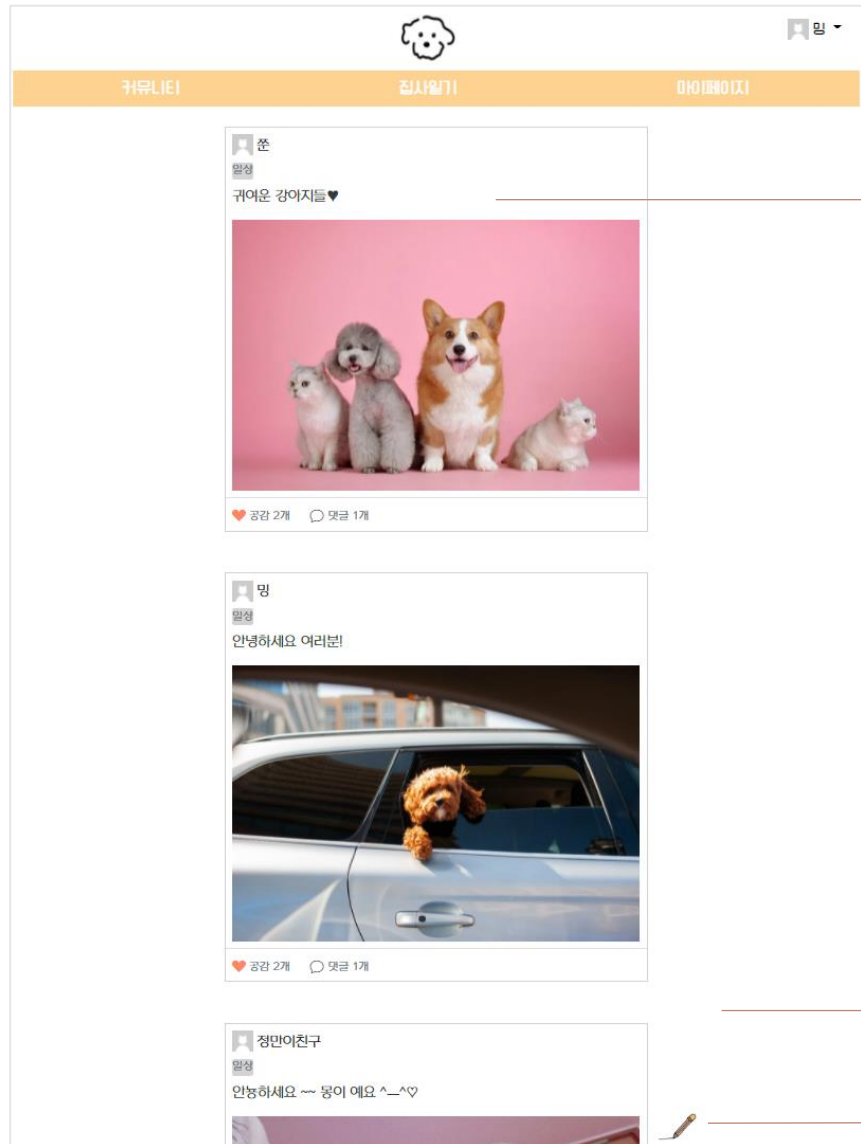 밍
커뮤니티
집사일기
마이페이지
쭌
일상
귀여운 강아지들♥
공감 2개
댓글 1개
밍
일상
안녕하세요 여러분!
공감 2개
댓글 1개
정만이친구
일상
안뇽하세요 ~~ 몽이 예요 ^__^♡